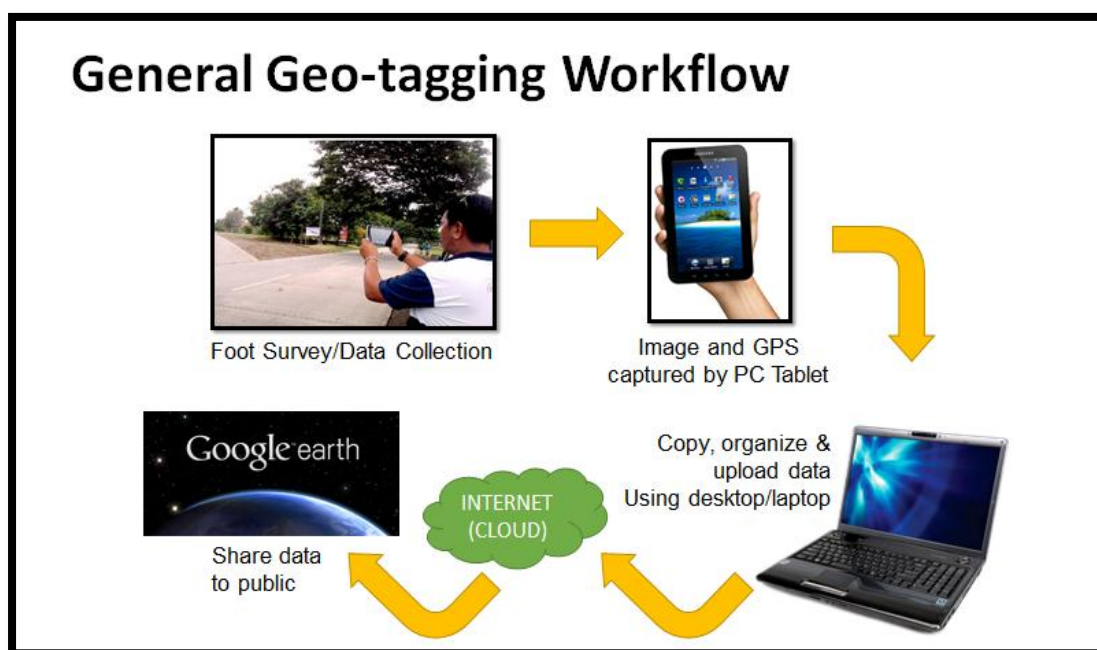 General Geo-tagging Workflow
Foot Survey/Data Collection
SAMSUNG
Image and GPS
captured by PC Tablet
Copy, organize &
upload data
Using desktop/laptop
INTERNET
(CLOUD)
Google earth
Share data
to public